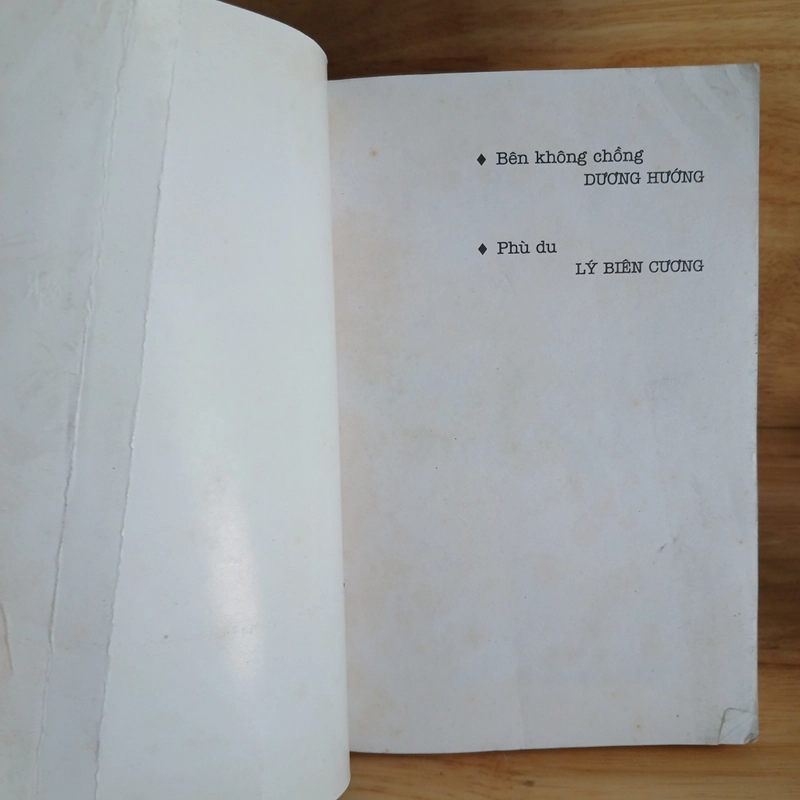 ♦ Bên không chồng
DƯƠNG HƯỚNG
♦ Phù du
LÝ BIÊN CƯƠNG